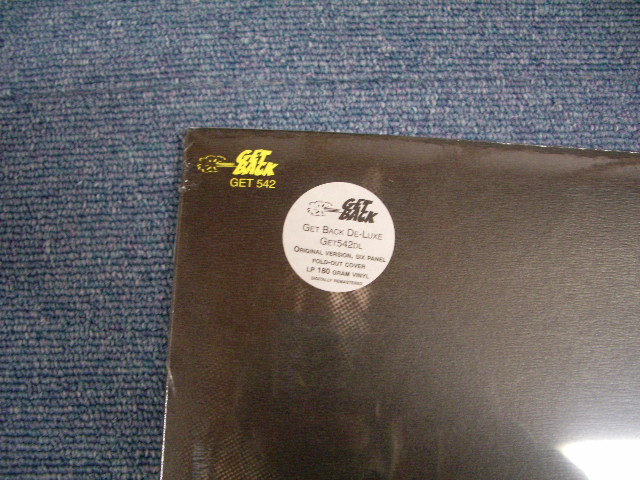 GET
BACK
GET 542
GET
BACK
GET BACK DE-LUXE
GET542DL
ORIGINAL VERSION, SIX PANEL
FOLD-OUT COVER
LP 180 GRAM VINYL
DIGITALLY REMASTERED